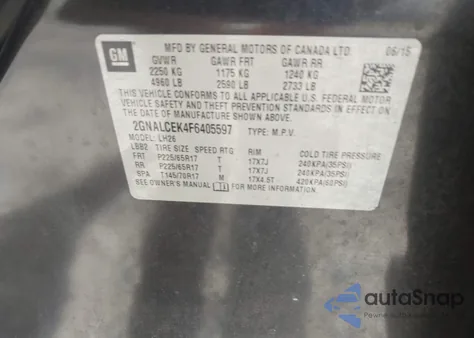 GM MFD BY GENERAL MOTORS OF CANADA LTD 06/15
GVWR GAWR FRT GAWR RR
2250 KG 1175 KG 1240 KG
4960 LB 2590 LB 2733 LB
THIS VEHICLE CONFORMS TO ALL APPLICABLE U.S. FEDERAL MOTOR
VEHICLE SAFETY AND THEFT PREVENTION STANDARDS IN EFFECT ON
THE DATE OF MANUFACTURE SHOWN ABOVE.
2GNALCEK4F6405597 TYPE: M.P.V.
MODEL: LH26
LBB2 TIRE SIZE SPEED RTG RIM COLD TIRE PRESSURE
FRT P225/65R17 T 17X7J 240KPA(35PSI)
RR P225/65R17 T 17X7J 240KPA(35PSI)
SPA T145/70R17 M 17X4.5T 420KPA(60PSI)
SEE OWNER'S MANUAL FOR MORE INFORMATION.
autoSnap